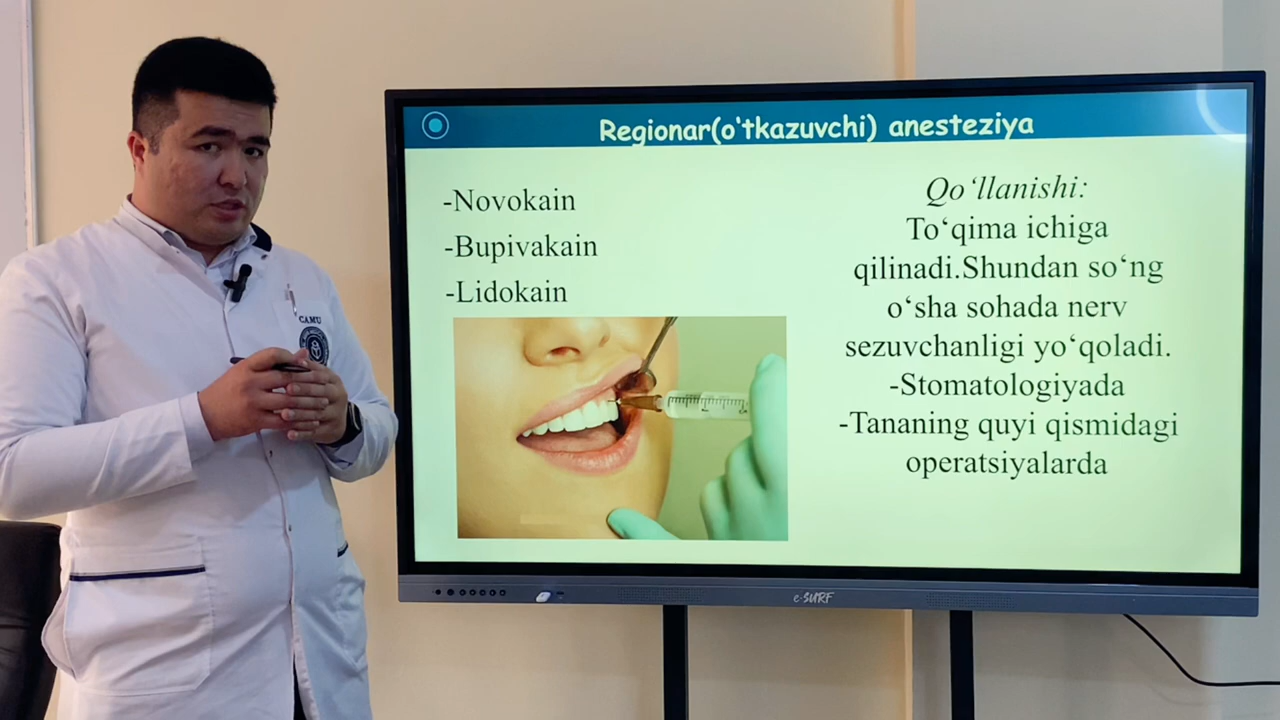 Regionar(o‘tkazuvchi) anesteziya
-Novokain
-Bupivakain
-Lidokain
Qo‘llanishi:
To‘qima ichiga
qilinadi.Shundan so‘ng
o‘sha sohada nerv
sezuvchanligi yo‘qoladi.
-Stomatologiyada
-Tananing quyi qismidagi
operatsiyalarda
CAMU
e-SURF